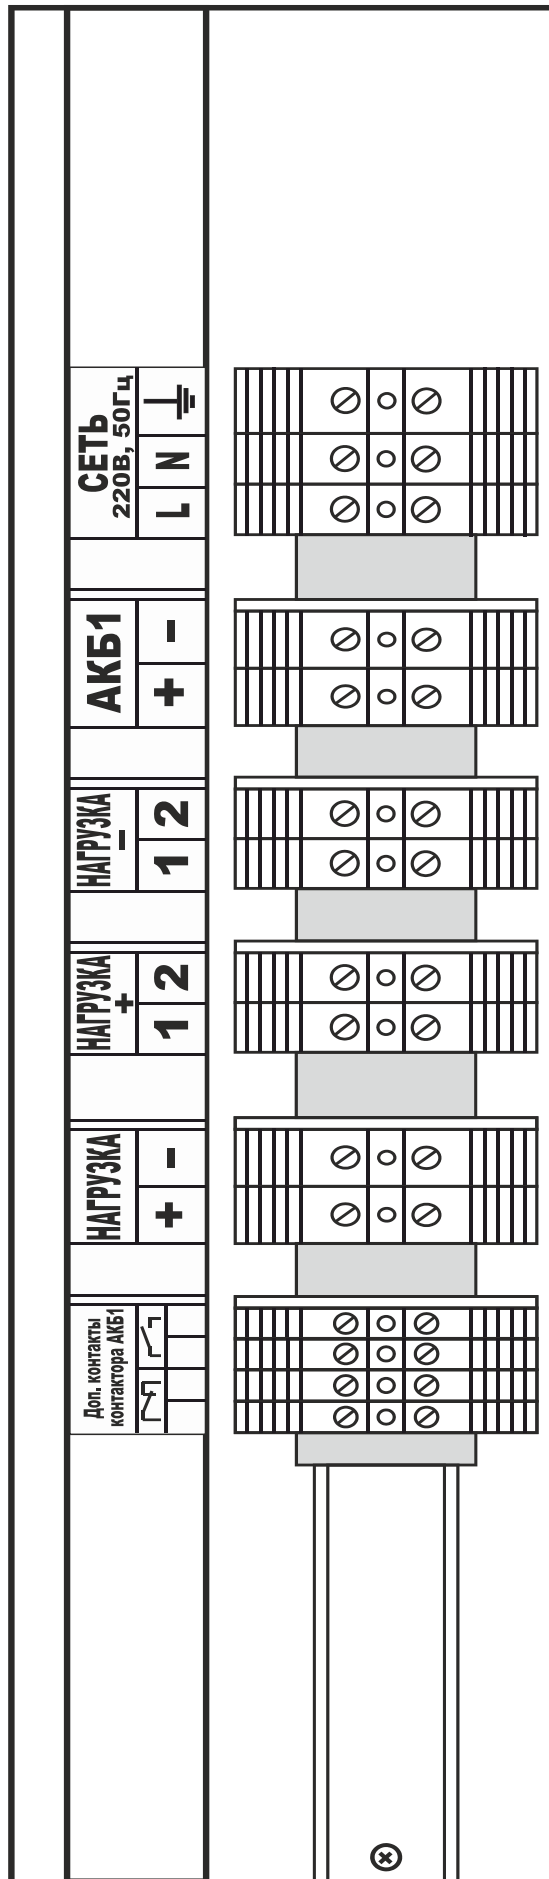 СЕТЬ
220В, 50Гц
L N
АКБ1
+ -
НАГРУЗКА
-
1 2
НАГРУЗКА
+
1 2
НАГРУЗКА
+ -
Доп. контакты
контактора АКБ1